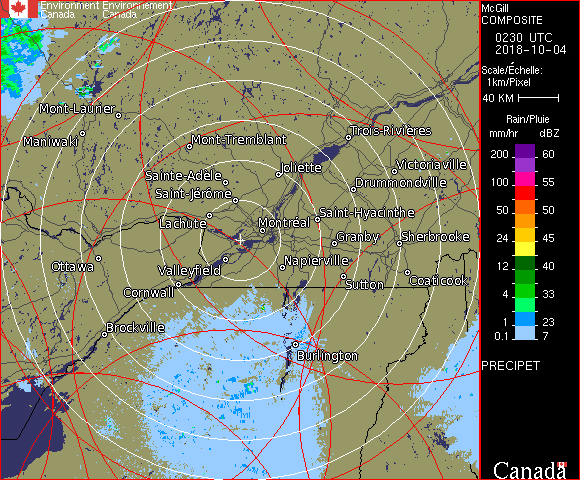 Environment Environnement
Canada Canada
McGill
COMPOSITE
0230 UTC
2018-10-04
Scale/Échelle:
1km/Pixel
40 KM
Rain/Pluie
mm/hr dBZ
200 60
55
100 55
50 50
24 45
12 40
4 33
1 23
0.1 7
PRECIPET
Canada
Mont-Laurier
Maniwaki
Mont-Tremblant
Trois-Rivières
Joliette
Victoriaville
Sainte-Adèle
Drummondville
Saint-Jérôme
Saint-Hyacinthe
Lachute
Montréal
Granby
Sherbrooke
Ottawa
Valleyfield
Napierville
Cornwall
Sutton
Coaticook
Brockville
Burlington